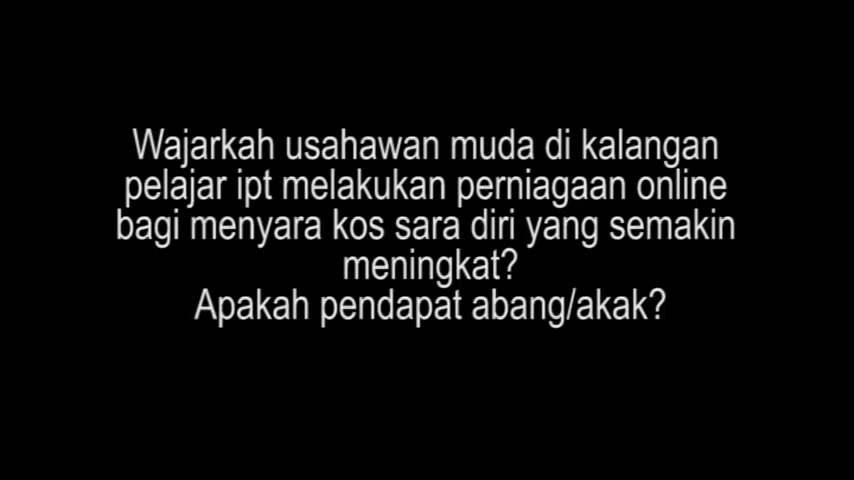 Wajarkah usahawan muda di kalangan
pelajar ipt melakukan perniagaan online
bagi menyara kos sara diri yang semakin
meningkat?
Apakah pendapat abang/akak?